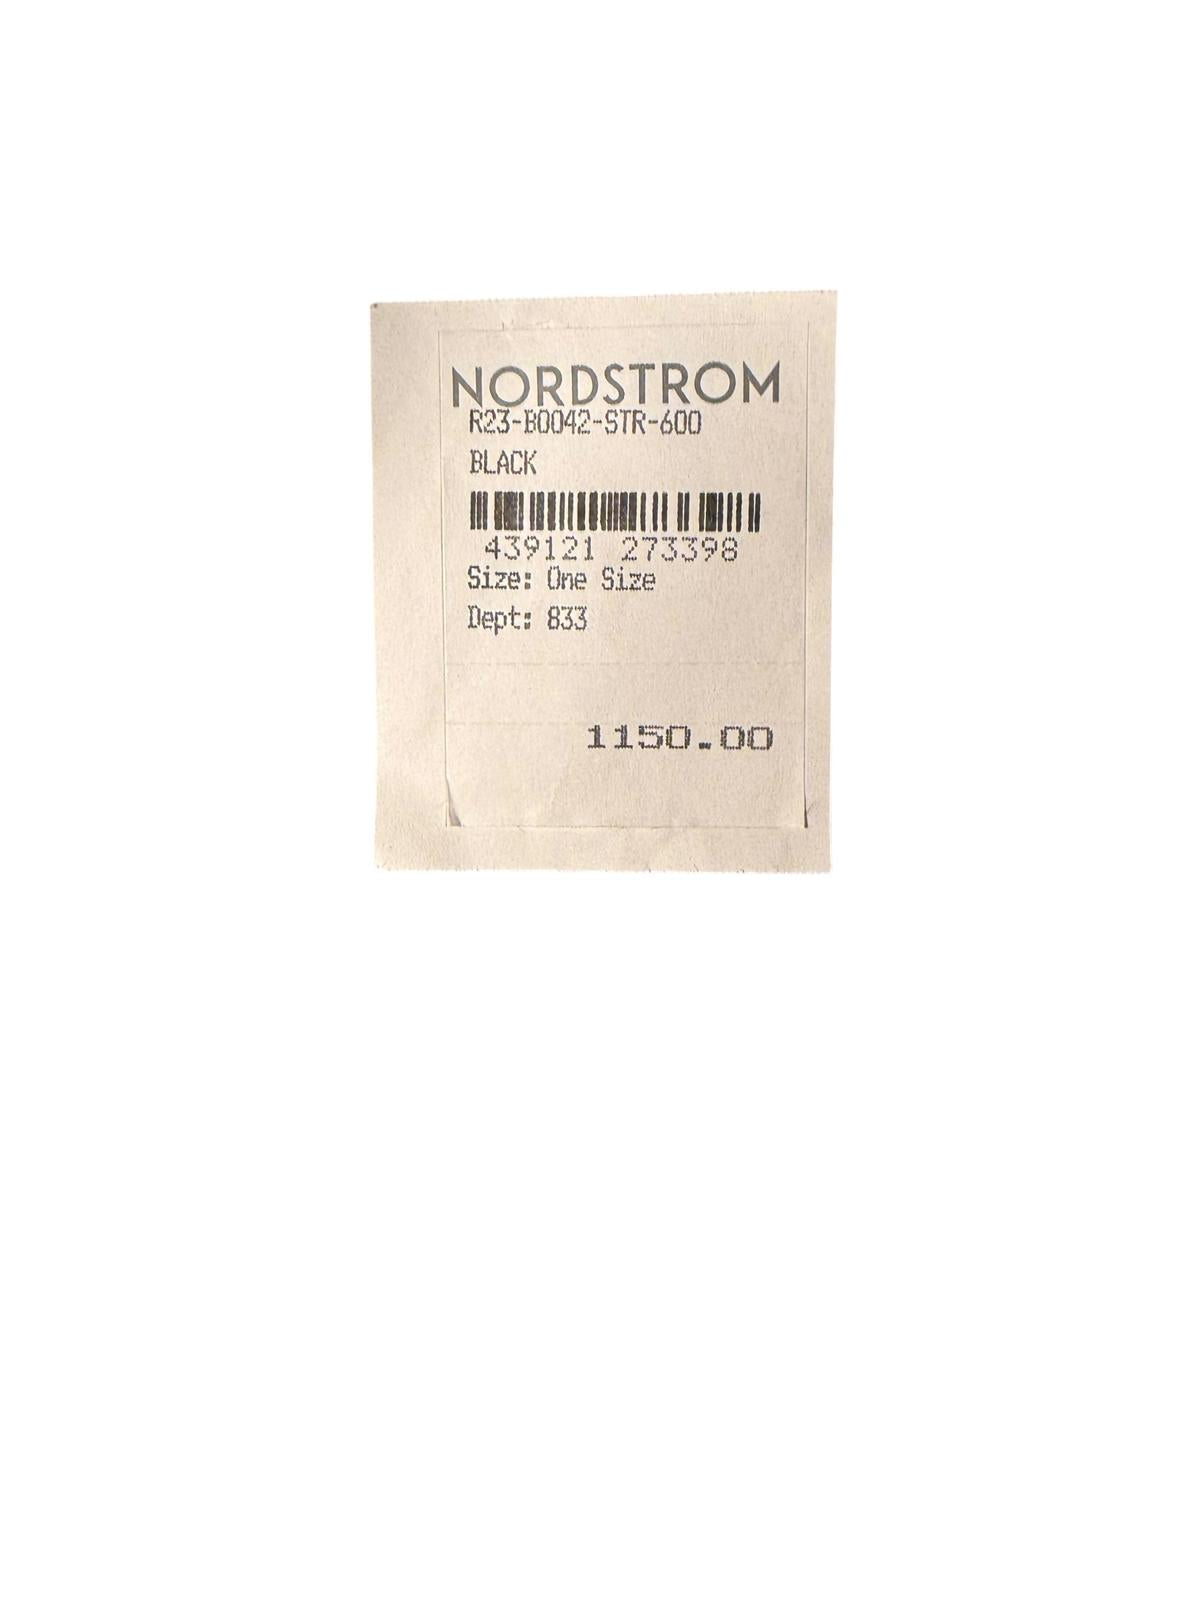 NORDSTROM
R23-B0042-STR-600
BLACK
439121 273398
Size: One Size
Dept: 833
1150.00